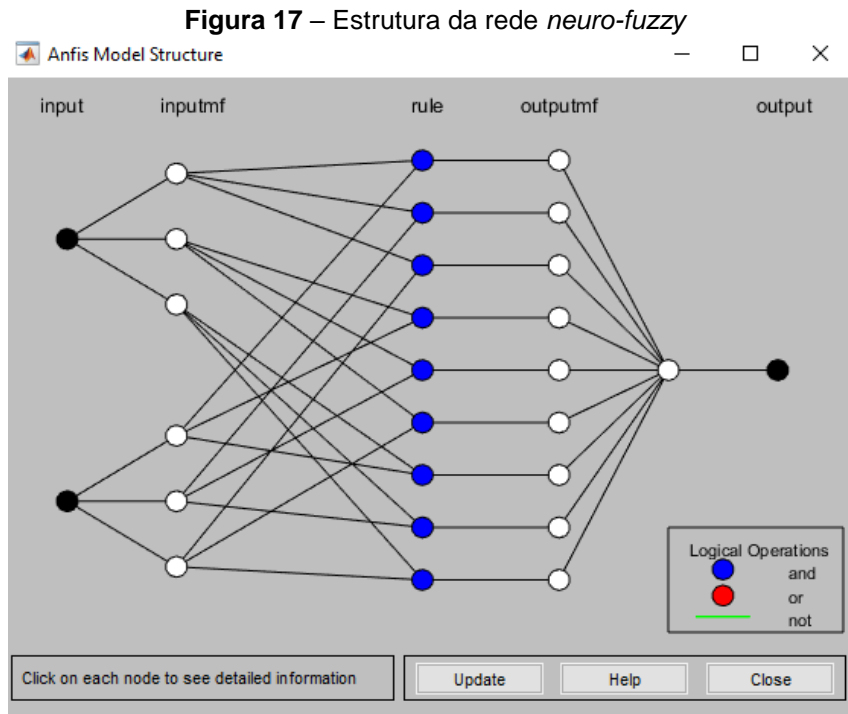 Figura 17 – Estrutura da rede neuro-fuzzy
Anfis Model Structure
input inputmf rule outputmf output
Logical Operations
and
or
not
Click on each node to see detailed information Update Help Close